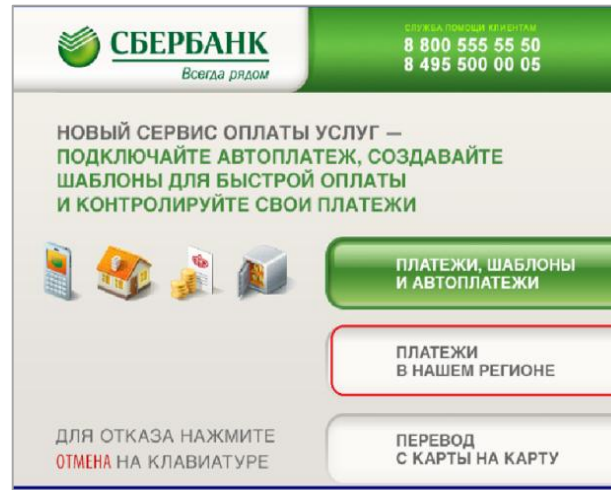 СБЕРБАНК
Всегда рядом
СЛУЖБА ПОМОЩИ КЛИЕНТАМ
8 800 555 55 50
8 495 500 00 05
НОВЫЙ СЕРВИС ОПЛАТЫ УСЛУГ —
ПОДКЛЮЧАЙТЕ АВТОПЛАТЕЖ, СОЗДАВАЙТЕ
ШАБЛОНЫ ДЛЯ БЫСТРОЙ ОПЛАТЫ
И КОНТРОЛИРУЙТЕ СВОИ ПЛАТЕЖИ
ПЛАТЕЖИ, ШАБЛОНЫ
И АВТОПЛАТЕЖИ
ПЛАТЕЖИ
В НАШЕМ РЕГИОНЕ
ДЛЯ ОТКАЗА НАЖМИТЕ
ОТМЕНА НА КЛАВИАТУРЕ
ПЕРЕВОД
С КАРТЫ НА КАРТУ